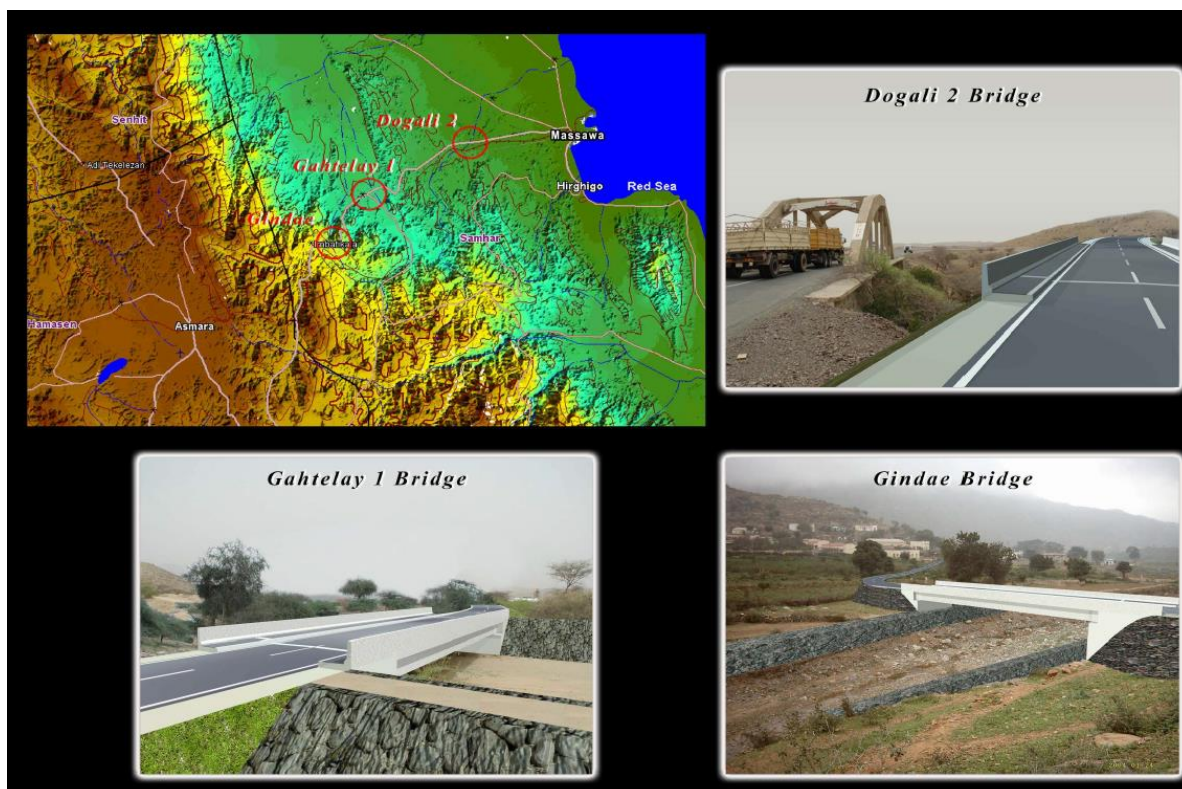 Senhit
Adi Tekelezan
Dogali 2
Massawa
Gahtelay 1
Hirghigo
Red Sea
Gindae
Samhar
Hamasen
Asmara
Dogali 2 Bridge
Gahtelay 1 Bridge
Gindae Bridge